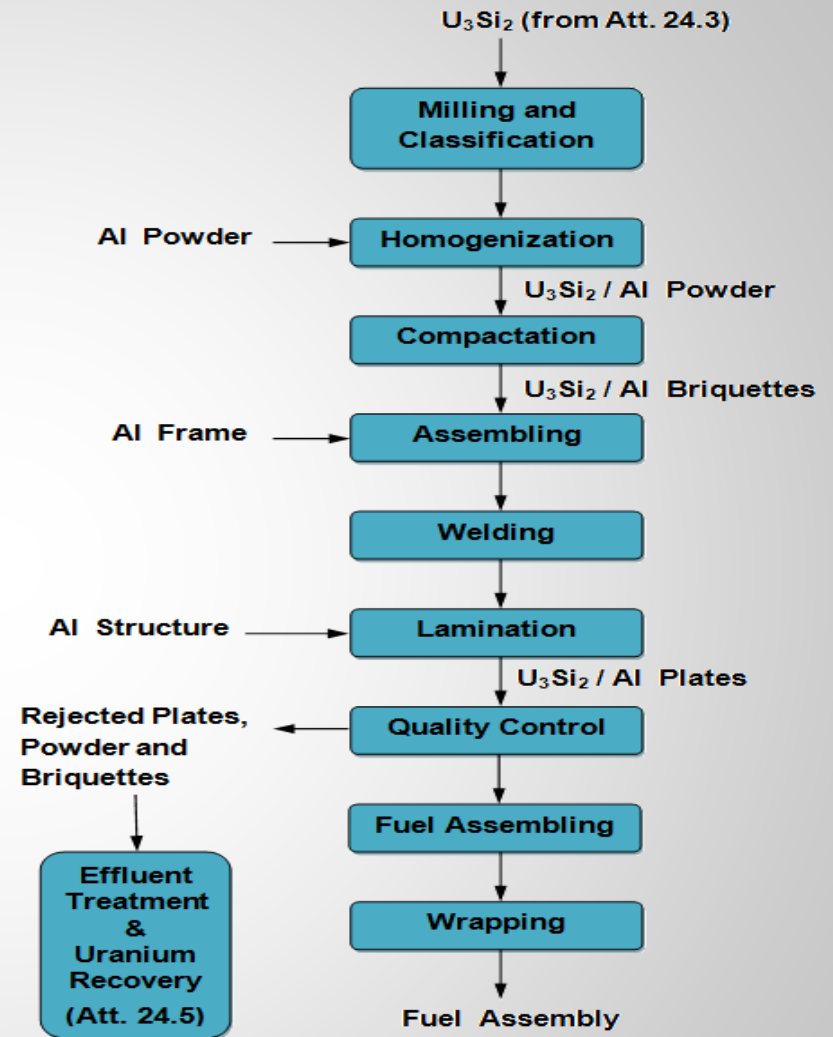 U₃Si₂ (from Att. 24.3)
Milling and
Classification
Al Powder
Homogenization
U₃Si₂ / Al Powder
Compactation
U₃Si₂ / Al Briquettes
Al Frame
Assembling
Welding
Al Structure
Lamination
U₃Si₂ / Al Plates
Rejected Plates,
Powder and
Briquettes
Quality Control
Fuel Assembling
Effluent
Treatment
&
Uranium
Recovery
(Att. 24.5)
Wrapping
Fuel Assembly